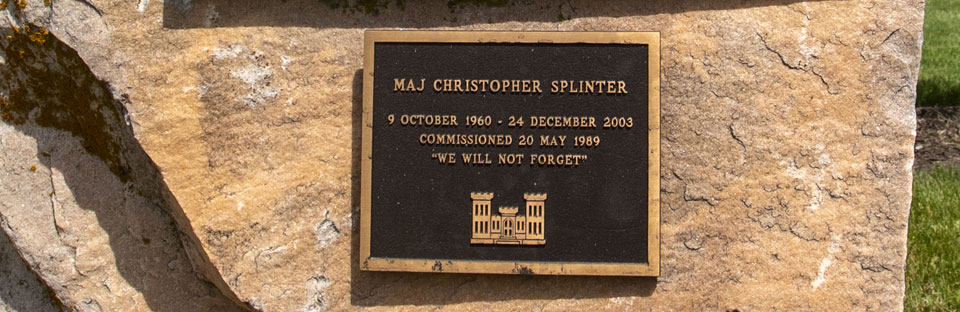 MAJ CHRISTOPHER SPLINTER
9 OCTOBER 1960 - 24 DECEMBER 2003
COMMISSIONED 20 MAY 1989
"WE WILL NOT FORGET"